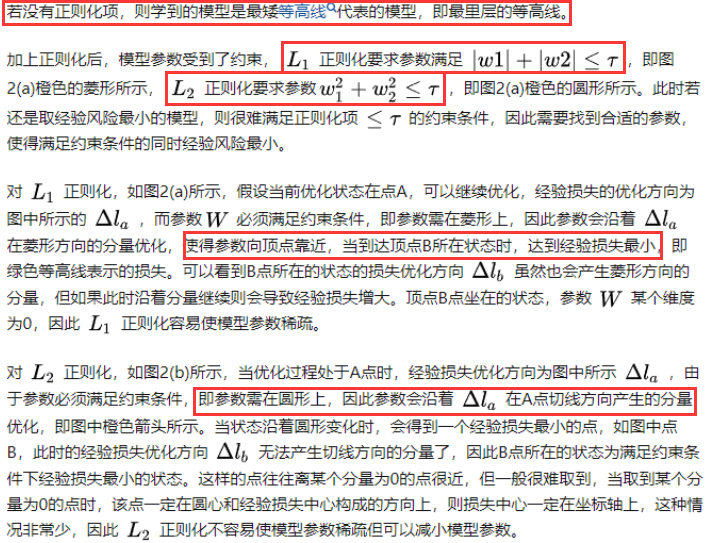 若没有正则化项，则学到的模型是最矮等高线代表的模型，即最里层的等高线。
加上正则化后，模型参数受到了约束， L₁ 正则化要求参数满足 |w1| + |w2| ≤ τ ，即图
2(a)橙色的菱形所示， L₂ 正则化要求参数 w₁² + w₂² ≤ τ ，即图2(a)橙色的圆形所示。此时若
还是取经验风险最小的模型，则很难满足正则化项 ≤ τ 的约束条件，因此需要找到合适的参数，
使得满足约束条件的同时经验风险最小。
对 L₁ 正则化，如图2(a)所示，假设当前优化状态在点A，可以继续优化，经验损失的优化方向为
图中所示的 Δlₐ ，而参数 W 必须满足约束条件，即参数需在菱形上，因此参数会沿着 Δlₐ
在菱形方向的分量优化，使得参数向顶点靠近，当到达顶点B所在状态时，达到经验损失最小，即
绿色等高线表示的损失。可以看到B点所在的状态的损失优化方向 Δl_b 虽然也会产生菱形方向的
分量，但如果此时沿着分量继续则会导致经验损失增大。顶点B点坐在的状态，参数 W 某个维度
为0，因此 L₁ 正则化容易使模型参数稀疏。
对 L₂ 正则化，如图2(b)所示，当优化过程处于A点时，经验损失优化方向为图中所示 Δlₐ ，由
于参数必须满足约束条件，即参数需在圆形上，因此参数会沿着 Δlₐ 在A点切线方向产生的分量
优化，即图中橙色箭头所示。当状态沿着圆形变化时，会得到一个经验损失最小的点，如图中点
B，此时的经验损失优化方向 Δl_b 无法产生切线方向的分量了，因此B点所在的状态为满足约束条
件下经验损失最小的状态。这样的点往往离某个分量为0的点很近，但一般很难取到，当取到某个分
量为0的点时，该点一定在圆心和经验损失中心构成的方向上，则损失中心一定在坐标轴上，这种情
况非常少，因此 L₂ 正则化不容易使模型参数稀疏但可以减小模型参数。